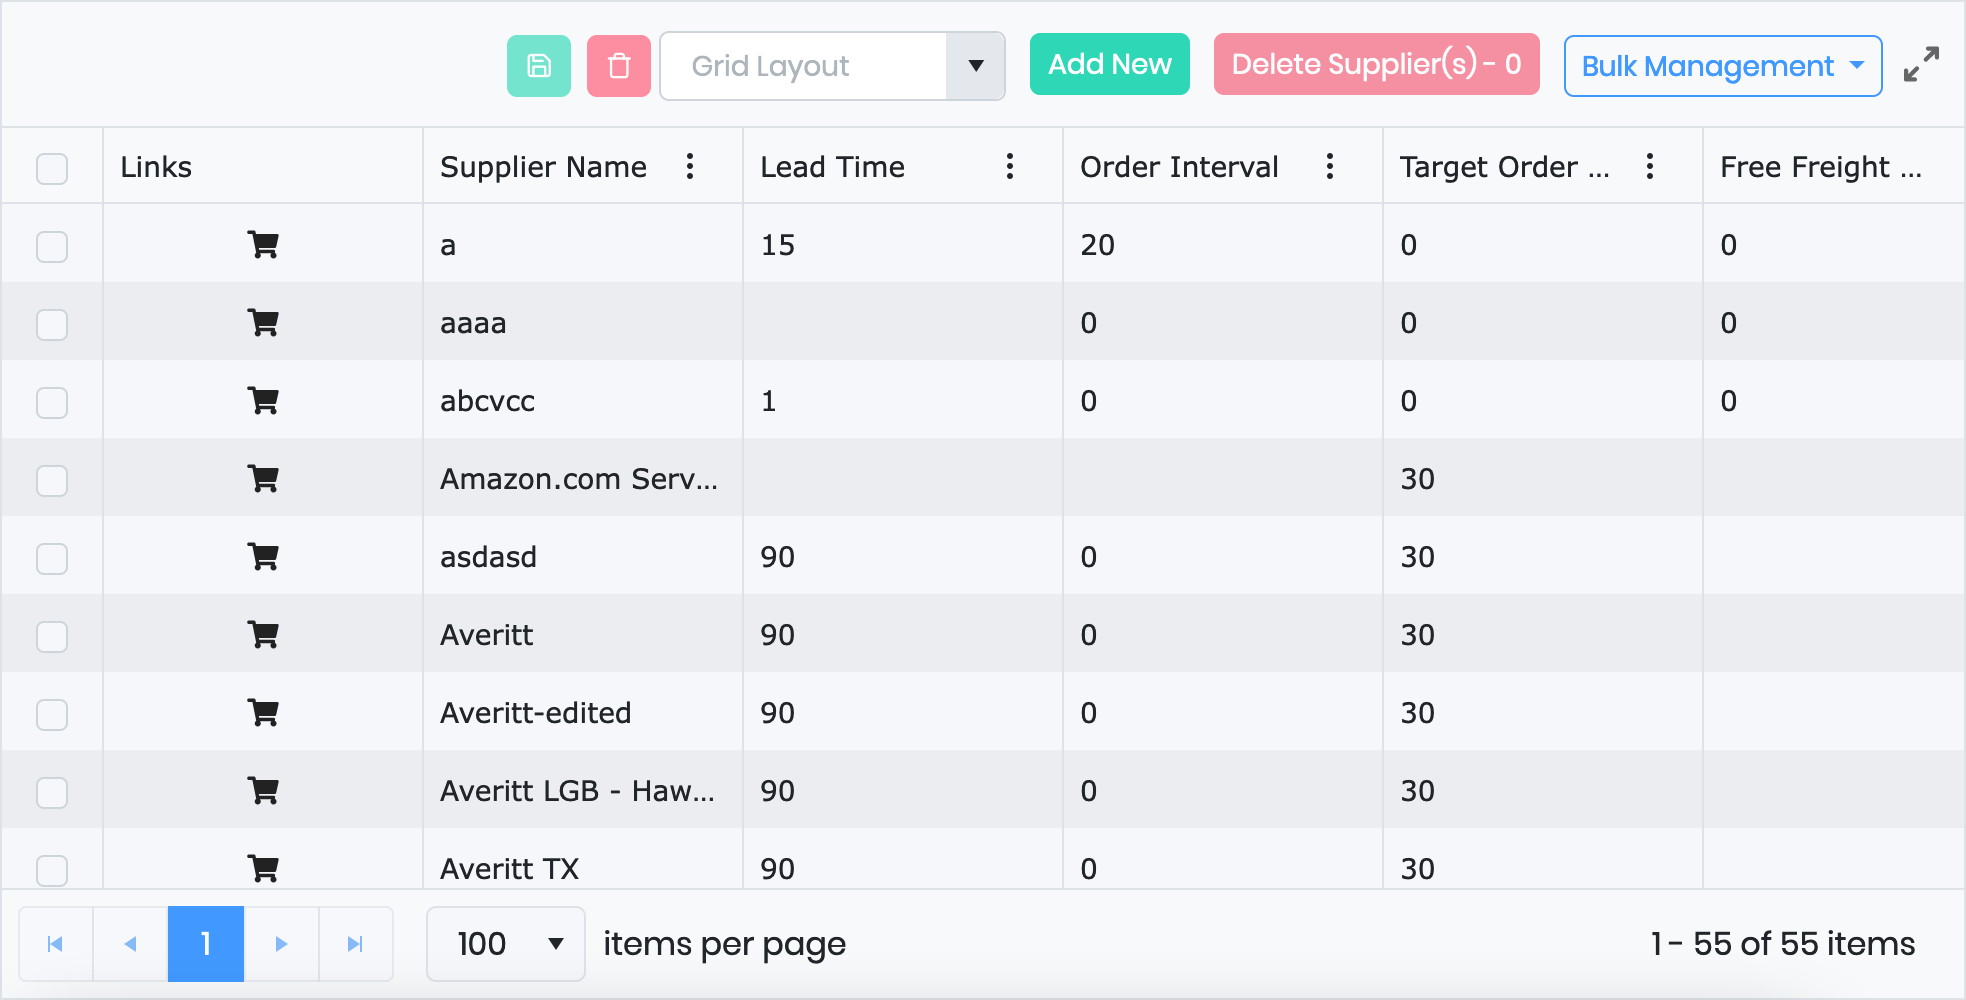 Grid Layout Add New Delete Supplier(s) - 0 Bulk Management
Links Supplier Name Lead Time Order Interval Target Order ... Free Freight ...
a 15 20 0 0
aaaa 0 0 0
abcvcc 1 0 0 0
Amazon.com Serv... 30
asdasd 90 0 30
Averitt 90 0 30
Averitt-edited 90 0 30
Averitt LGB - Haw... 90 0 30
Averitt TX 90 0 30
1 100 items per page 1 - 55 of 55 items